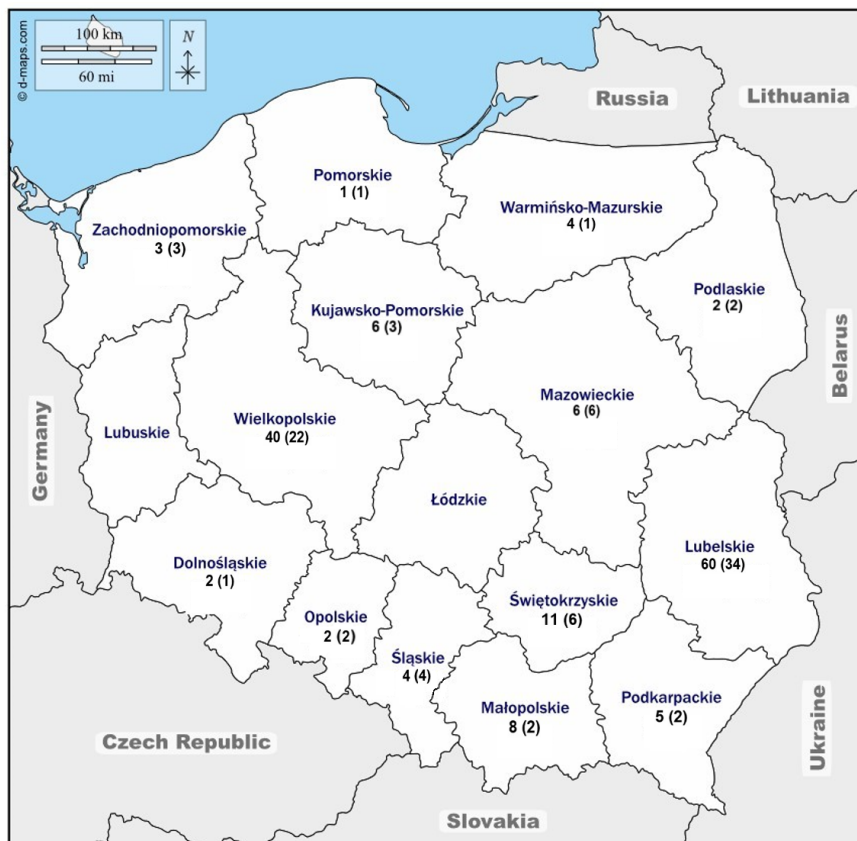 © d-maps.com
100 km
60 mi
N
Russia
Lithuania
Pomorskie
1 (1)
Warmińsko-Mazurskie
4 (1)
Zachodniopomorskie
3 (3)
Podlaskie
2 (2)
Kujawsko-Pomorskie
6 (3)
Belarus
Mazowieckie
6 (6)
Wielkopolskie
40 (22)
Lubuskie
Germany
Łódzkie
Lubelskie
60 (34)
Dolnośląskie
2 (1)
Świętokrzyskie
11 (6)
Opolskie
2 (2)
Śląskie
4 (4)
Podkarpackie
5 (2)
Małopolskie
8 (2)
Ukraine
Czech Republic
Slovakia